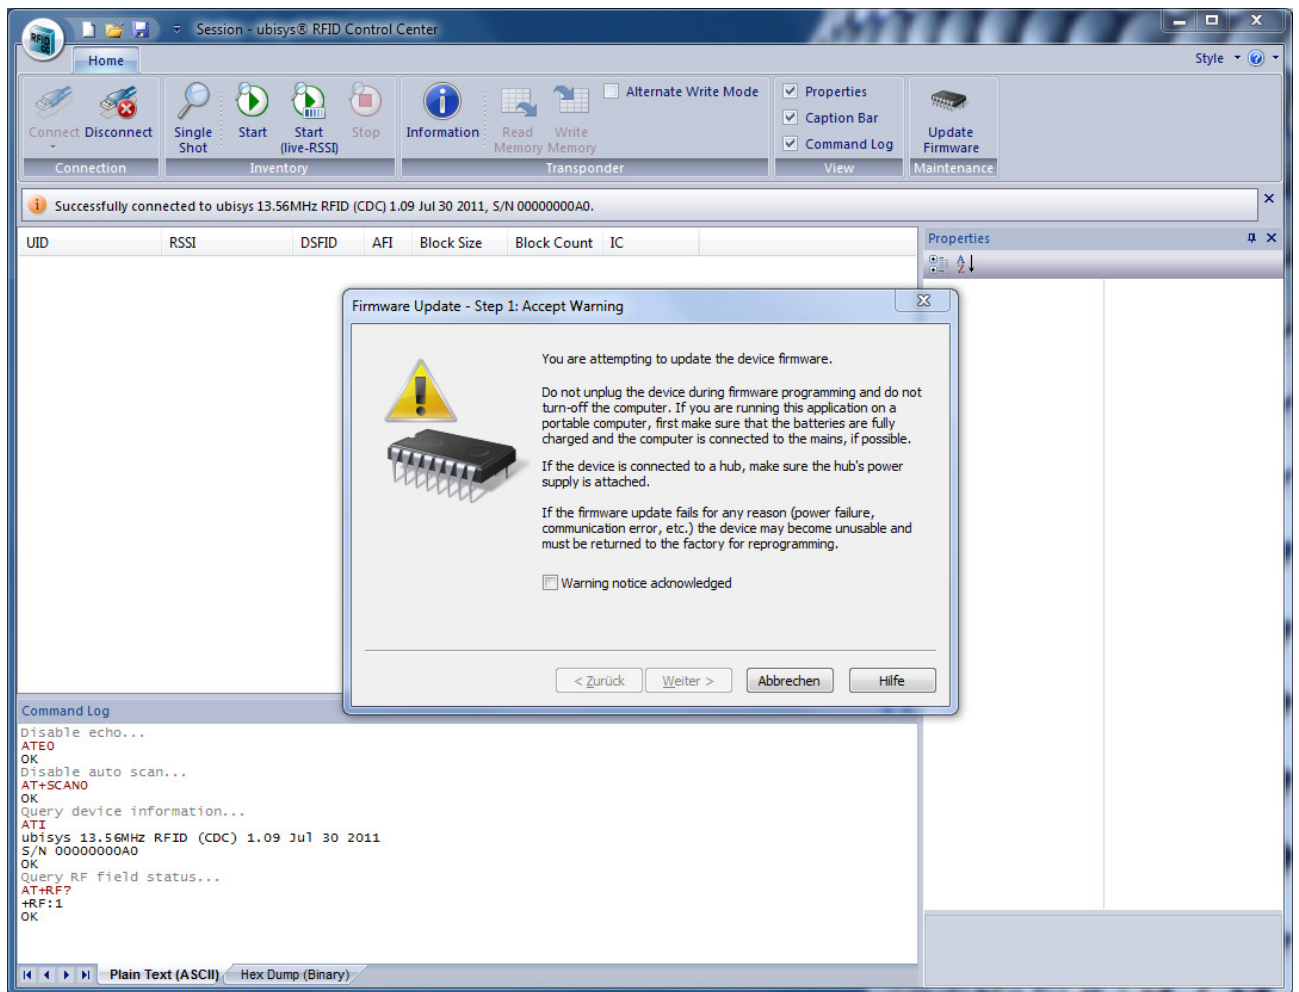 RFID
CC
Session - ubisys® RFID Control Center
Home
Style
Connect
Disconnect
Single
Shot
Start
Start
(live-RSSI)
Stop
Information
Read
Memory
Write
Memory
Alternate Write Mode
Properties
Caption Bar
Command Log
Update
Firmware
Connection
Inventory
Transponder
View
Maintenance
Successfully connected to ubisys 13.56MHz RFID (CDC) 1.09 Jul 30 2011, S/N 00000000A0.
UID RSSI DSFID AFI Block Size Block Count IC
Properties
Firmware Update - Step 1: Accept Warning
You are attempting to update the device firmware.
Do not unplug the device during firmware programming and do not
turn-off the computer. If you are running this application on a
portable computer, first make sure that the batteries are fully
charged and the computer is connected to the mains, if possible.
If the device is connected to a hub, make sure the hub's power
supply is attached.
If the firmware update fails for any reason (power failure,
communication error, etc.) the device may become unusable and
must be returned to the factory for reprogramming.
Warning notice acknowledged
< Zurück Weiter > Abbrechen Hilfe
Command Log
Disable echo...
ATE0
OK
Disable auto scan...
AT+SCAN0
OK
Query device information...
ATI
ubisys 13.56MHz RFID (CDC) 1.09 Jul 30 2011
S/N 00000000A0
OK
Query RF field status...
AT+RF?
+RF:1
OK
Plain Text (ASCII) Hex Dump (Binary)